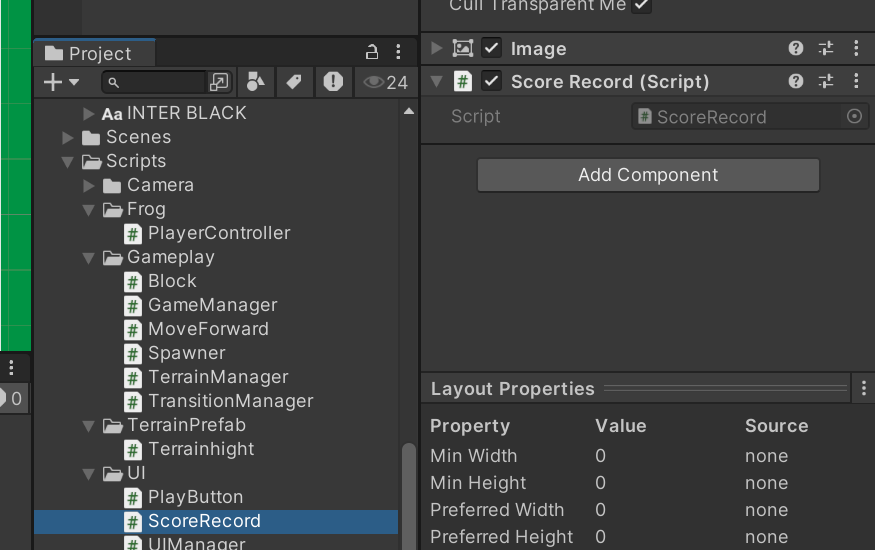 Cull Transparent Me
Project
24
Aa INTER BLACK
Scenes
Scripts
Camera
Frog
# PlayerController
Gameplay
# Block
# GameManager
# MoveForward
# Spawner
# TerrainManager
# TransitionManager
TerrainPrefab
# Terrainhight
UI
# PlayButton
# ScoreRecord
# UIManager
0
Image
# Score Record (Script)
Script # ScoreRecord
Add Component
Layout Properties
Property Value Source
Min Width 0 none
Min Height 0 none
Preferred Width 0 none
Preferred Height 0 none